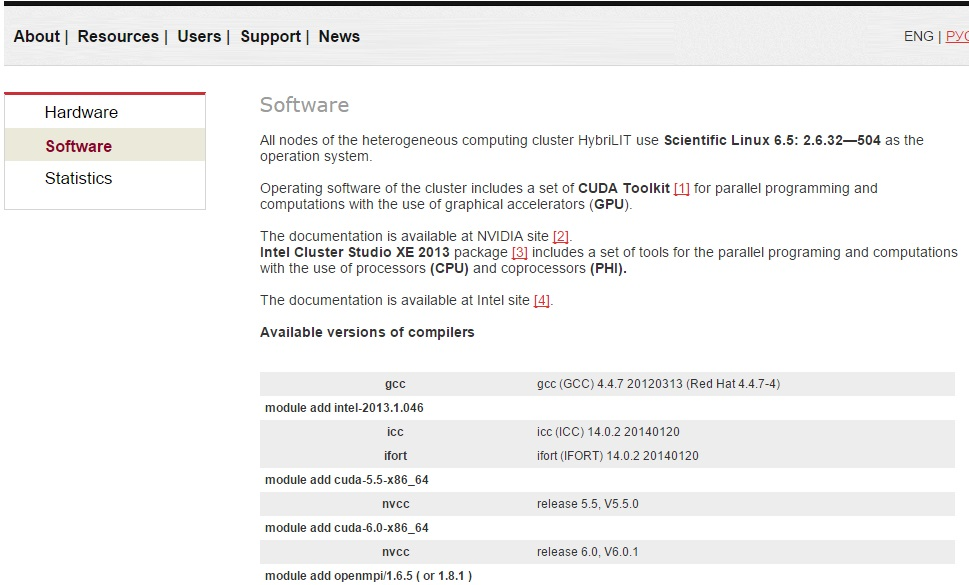 About | Resources | Users | Support | News
ENG | РУС
Hardware
Software
Statistics
Software
All nodes of the heterogeneous computing cluster HybriLIT use Scientific Linux 6.5: 2.6.32—504 as the
operation system.
Operating software of the cluster includes a set of CUDA Toolkit [1] for parallel programming and
computations with the use of graphical accelerators (GPU).
The documentation is available at NVIDIA site [2].
Intel Cluster Studio XE 2013 package [3] includes a set of tools for the parallel programing and computations
with the use of processors (CPU) and coprocessors (PHI).
The documentation is available at Intel site [4].
Available versions of compilers
gcc gcc (GCC) 4.4.7 20120313 (Red Hat 4.4.7-4)
module add intel-2013.1.046
icc icc (ICC) 14.0.2 20140120
ifort ifort (IFORT) 14.0.2 20140120
module add cuda-5.5-x86_64
nvcc release 5.5, V5.5.0
module add cuda-6.0-x86_64
nvcc release 6.0, V6.0.1
module add openmpi/1.6.5 ( or 1.8.1 )